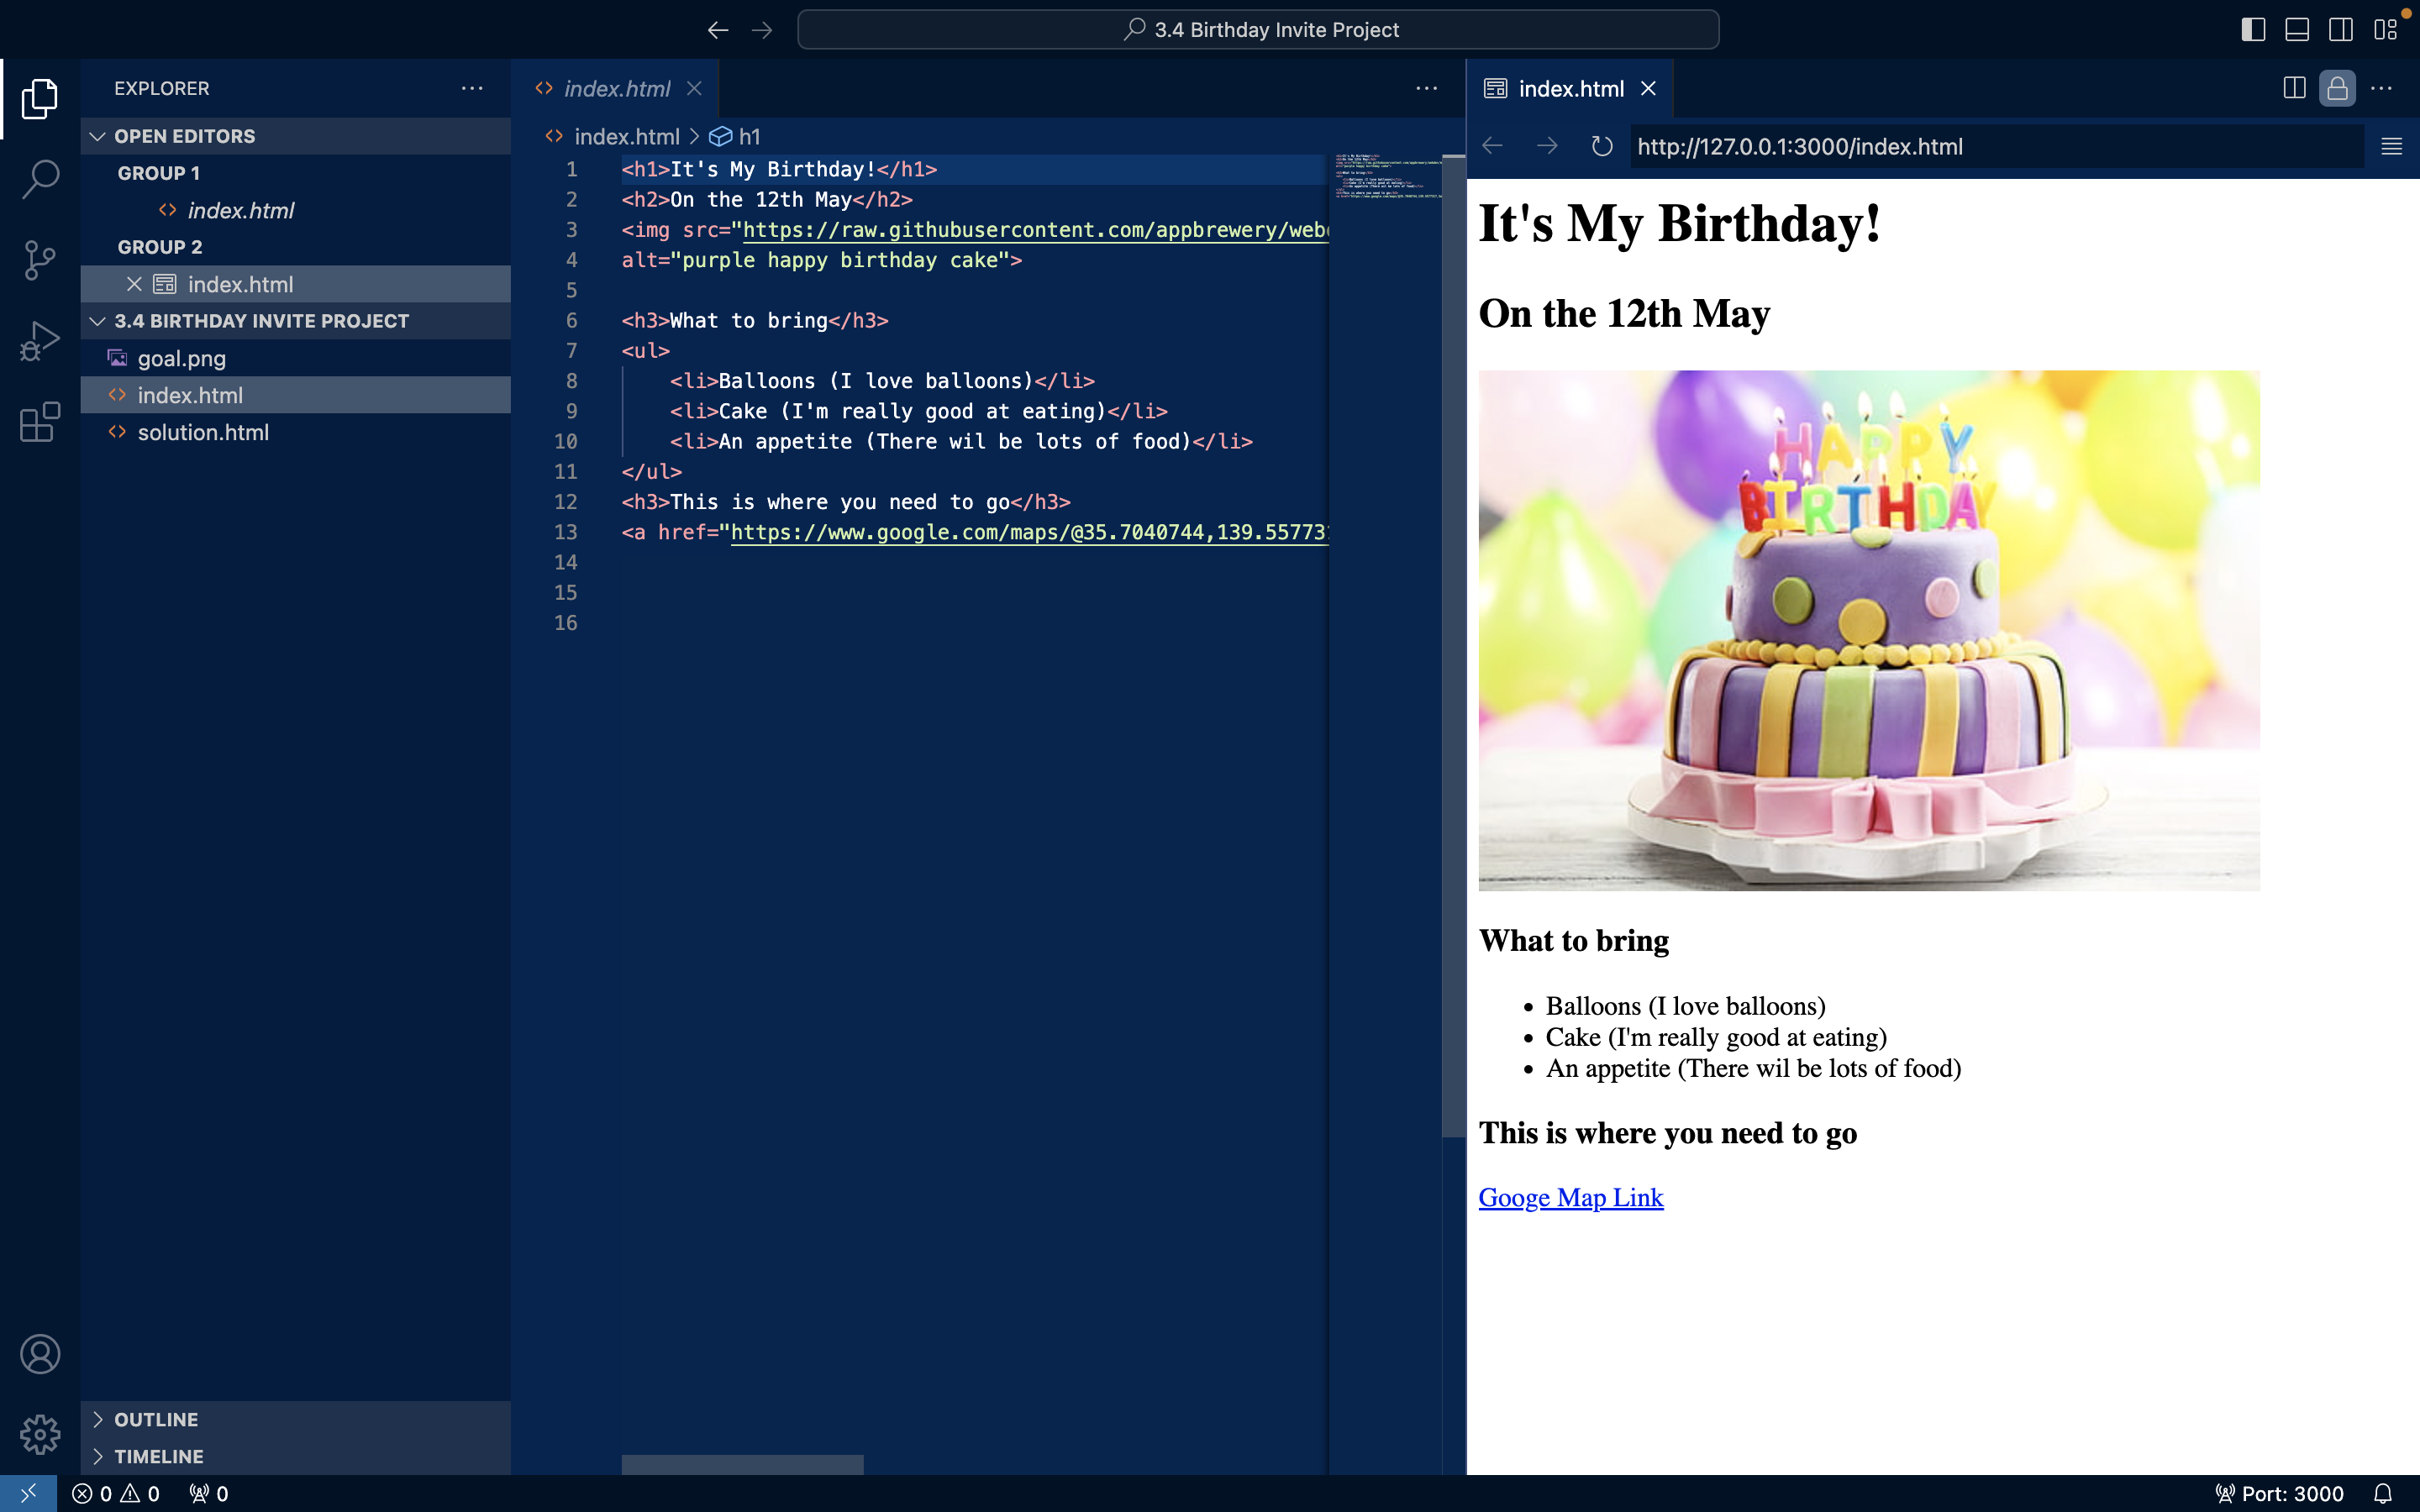 3.4 Birthday Invite Project
EXPLORER
OPEN EDITORS
GROUP 1
index.html
GROUP 2
index.html
3.4 BIRTHDAY INVITE PROJECT
goal.png
index.html
solution.html
OUTLINE
TIMELINE
index.html
index.html > h1
1 <h1>It's My Birthday!</h1>
2 <h2>On the 12th May</h2>
3 <img src="https://raw.githubusercontent.com/appbrewery/web
4 alt="purple happy birthday cake">
5
6 <h3>What to bring</h3>
7 <ul>
8 <li>Balloons (I love balloons)</li>
9 <li>Cake (I'm really good at eating)</li>
10 <li>An appetite (There wil be lots of food)</li>
11 </ul>
12 <h3>This is where you need to go</h3>
13 <a href="https://www.google.com/maps/@35.7040744,139.55773
14
15
16
index.html
http://127.0.0.1:3000/index.html
It's My Birthday!
On the 12th May
HAPPY
BIRTHDAY
What to bring
• Balloons (I love balloons)
• Cake (I'm really good at eating)
• An appetite (There wil be lots of food)
This is where you need to go
Googe Map Link
0 0 0
Port: 3000